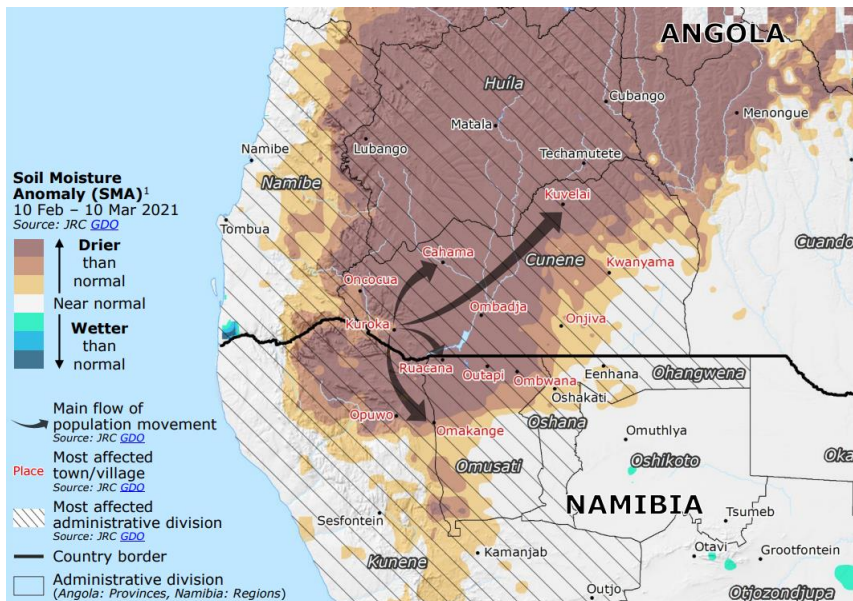 ANGOLA
Huíla
Cubango
Menongue
Matala
Lubango
Namibe
Techamutete
Namibe
Kuvelai
Tombua
Cuando
Cahama
Cunene
Kwanyama
Oncocua
Ombadja
Kuroka
Onjiva
Ruacana
Outapi
Ombwana
Eenhana
Ohangwena
Oshakati
Opuwo
Omakange
Oshana
Omuthlya
Oshikoto
Oka
Omusati
NAMIBIA
Sesfontein
Tsumeb
Kunene
Kamanjab
Otavi
Grootfontein
Outjo
Otjozondjupa
Soil Moisture
Anomaly (SMA)¹
10 Feb – 10 Mar 2021
Source: JRC GDO
Drier
than
normal
Near normal
Wetter
than
normal
Main flow of
population movement
Source: JRC GDO
Place
Most affected
town/village
Source: JRC GDO
Most affected
administrative division
Source: JRC GDO
Country border
Administrative division
(Angola: Provinces, Namibia: Regions)